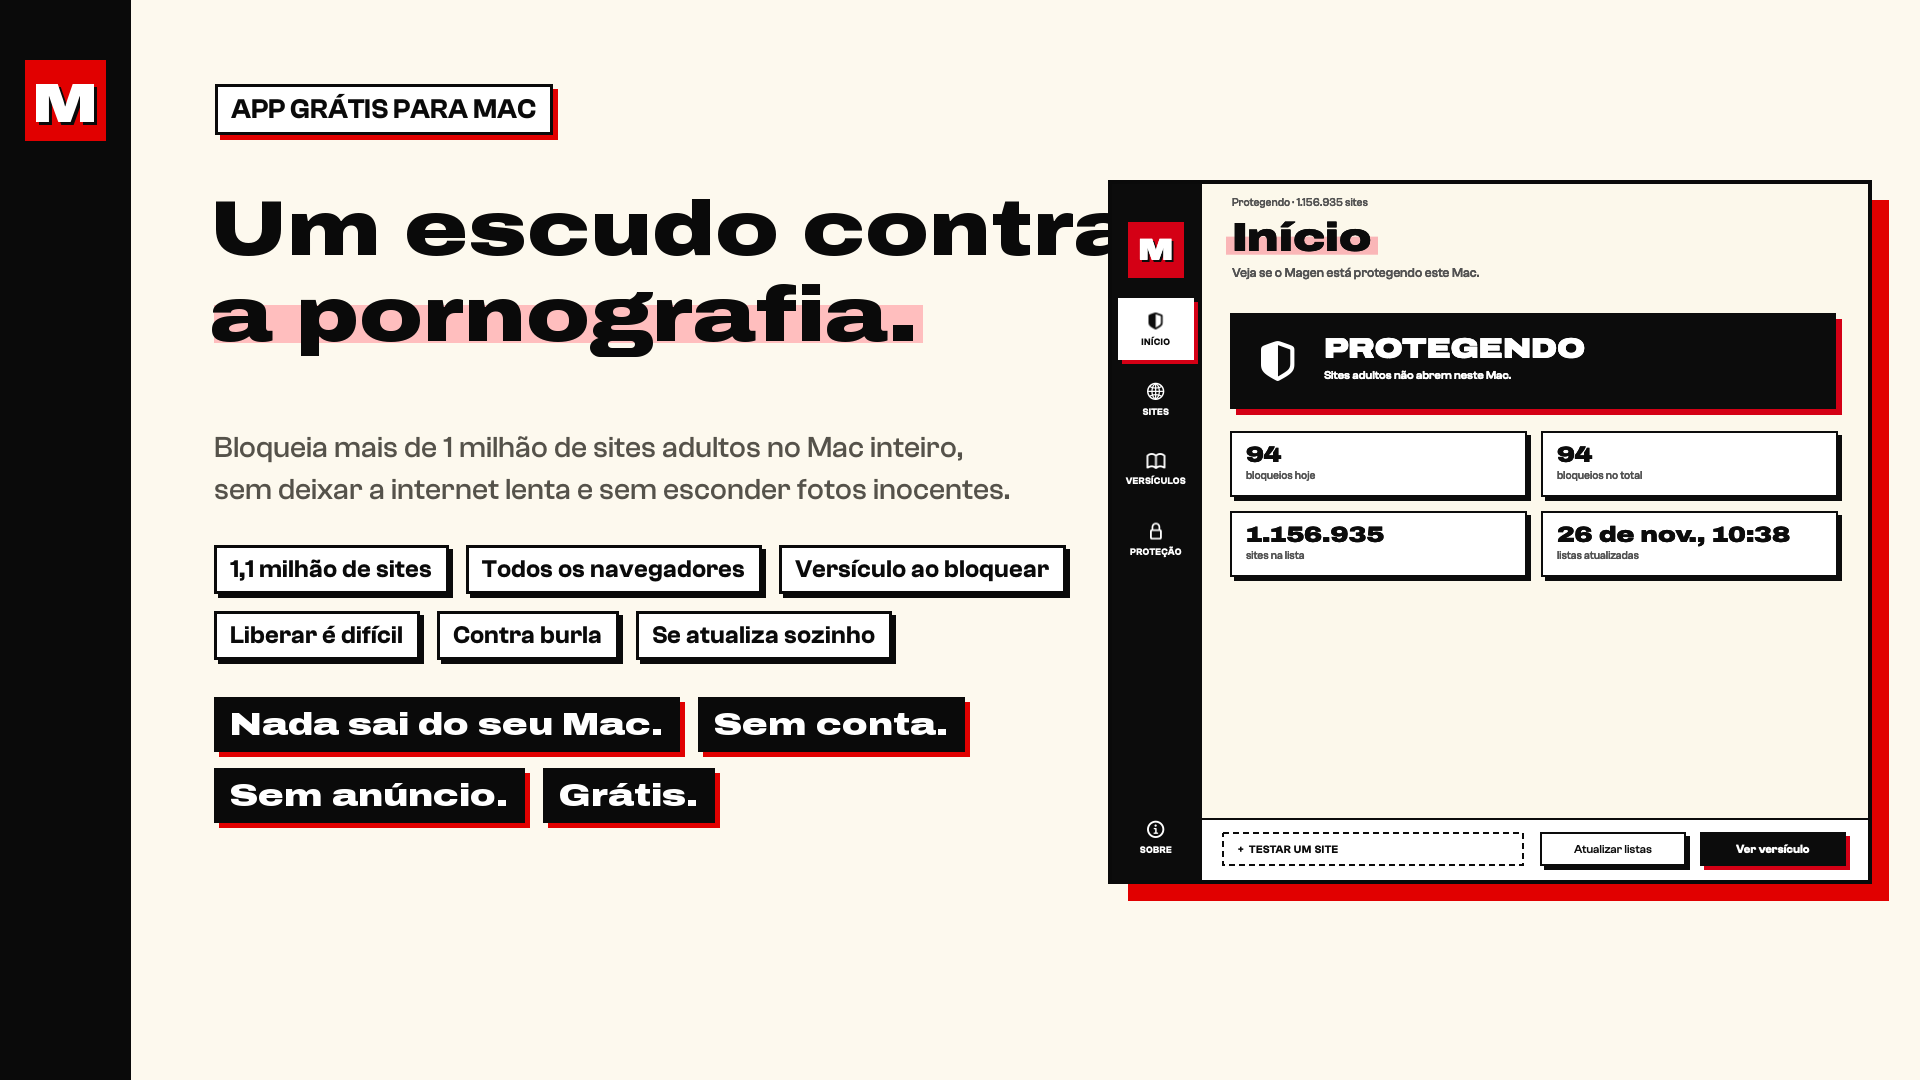 M
APP GRÁTIS PARA MAC
Um escudo contra
a pornografia.
Bloqueia mais de 1 milhão de sites adultos no Mac inteiro,
sem deixar a internet lenta e sem esconder fotos inocentes.
1,1 milhão de sites
Todos os navegadores
Versículo ao bloquear
Liberar é difícil
Contra burla
Se atualiza sozinho
Nada sai do seu Mac.
Sem conta.
Sem anúncio.
Grátis.
M
INÍCIO
SITES
VERSÍCULOS
PROTEÇÃO
SOBRE
Protegendo · 1.156.935 sites
Início
Veja se o Magen está protegendo este Mac.
PROTEGENDO
Sites adultos não abrem neste Mac.
94
bloqueios hoje
94
bloqueios no total
1.156.935
sites na lista
26 de nov., 10:38
listas atualizadas
+ TESTAR UM SITE
Atualizar listas
Ver versículo